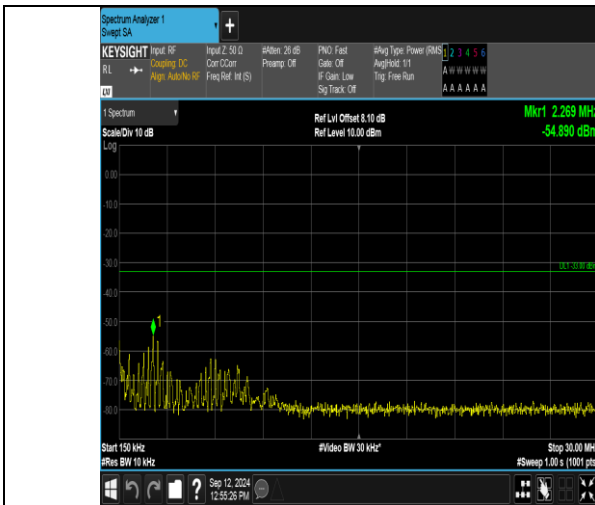 Spectrum Analyzer 1
Swept SA
+
KEYSIGHT Input: RF Input Z: 50 Ω #Atten: 26 dB PNO: Fast #Avg Type: Power (RMS 1 2 3 4 5 6
RL Coupling: DC Corr CCorr Preamp: Off Gate: Off Avg|Hold: 1/1 A W W W W W
Align: Auto/No RF Freq Ref: Int (S) IF Gain: Low Trig: Free Run A A A A A A
Sig Track: Off
LXI
1 Spectrum Ref Lvl Offset 8.10 dB Mkr1 2.269 MHz
Scale/Div 10 dB Ref Level 10.00 dBm -54.890 dBm
Log
0.00
-10.0
-20.0
-30.0
DL1 -33.00 dBm
-40.0
-50.0
1
-60.0
-70.0
-80.0
Start 150 kHz #Video BW 30 kHz* Stop 30.00 MH
#Res BW 10 kHz #Sweep 1.00 s (1001 pts
? Sep 12, 2024
12:55:26 PM